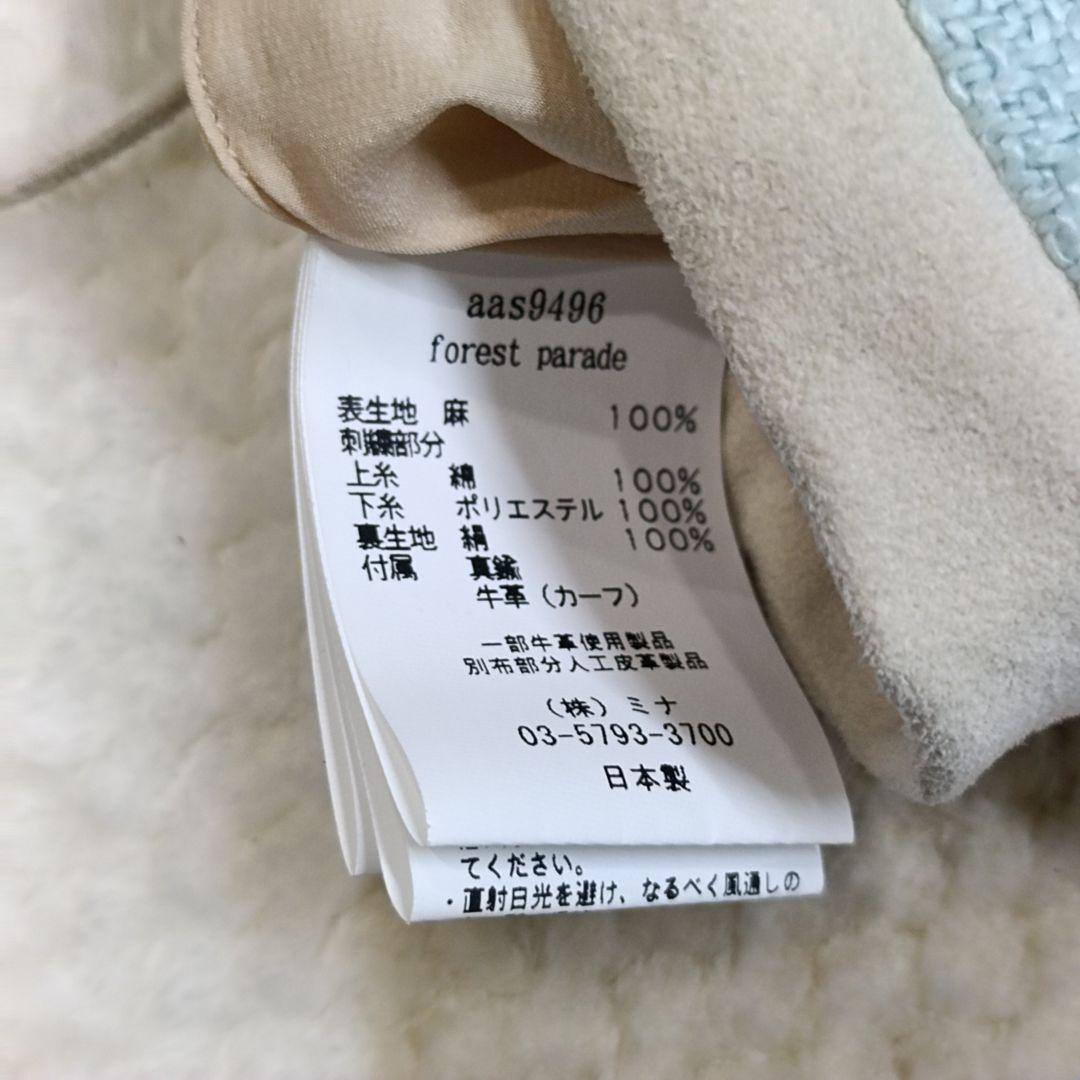 aas9496
forest parade
表生地 麻 100%
刺繍部分
上糸 綿 100%
下糸 ポリエステル 100%
裏生地 絹 100%
付属 真鍮
牛革（カーフ）
一部牛革使用製品
別布部分人工皮革製品
（株）ミナ
03-5793-3700
日本製
てください。
・直射日光を避け、なるべく風通しの